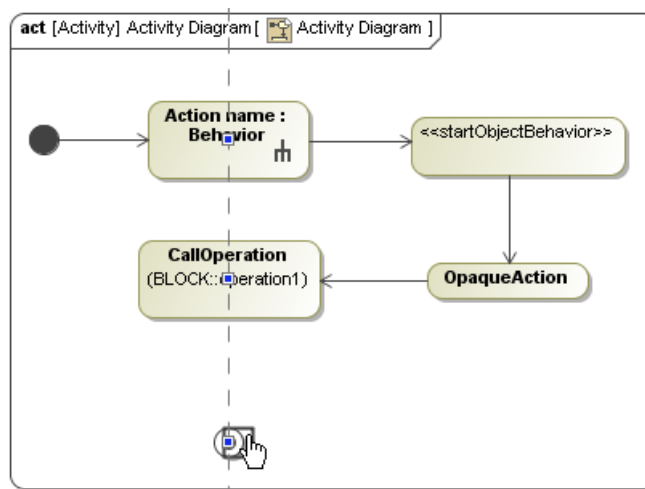 act [Activity] Activity Diagram[ Activity Diagram ]
Action name :
Behavior
<<startObjectBehavior>>
CallOperation
(BLOCK::operation1)
OpaqueAction